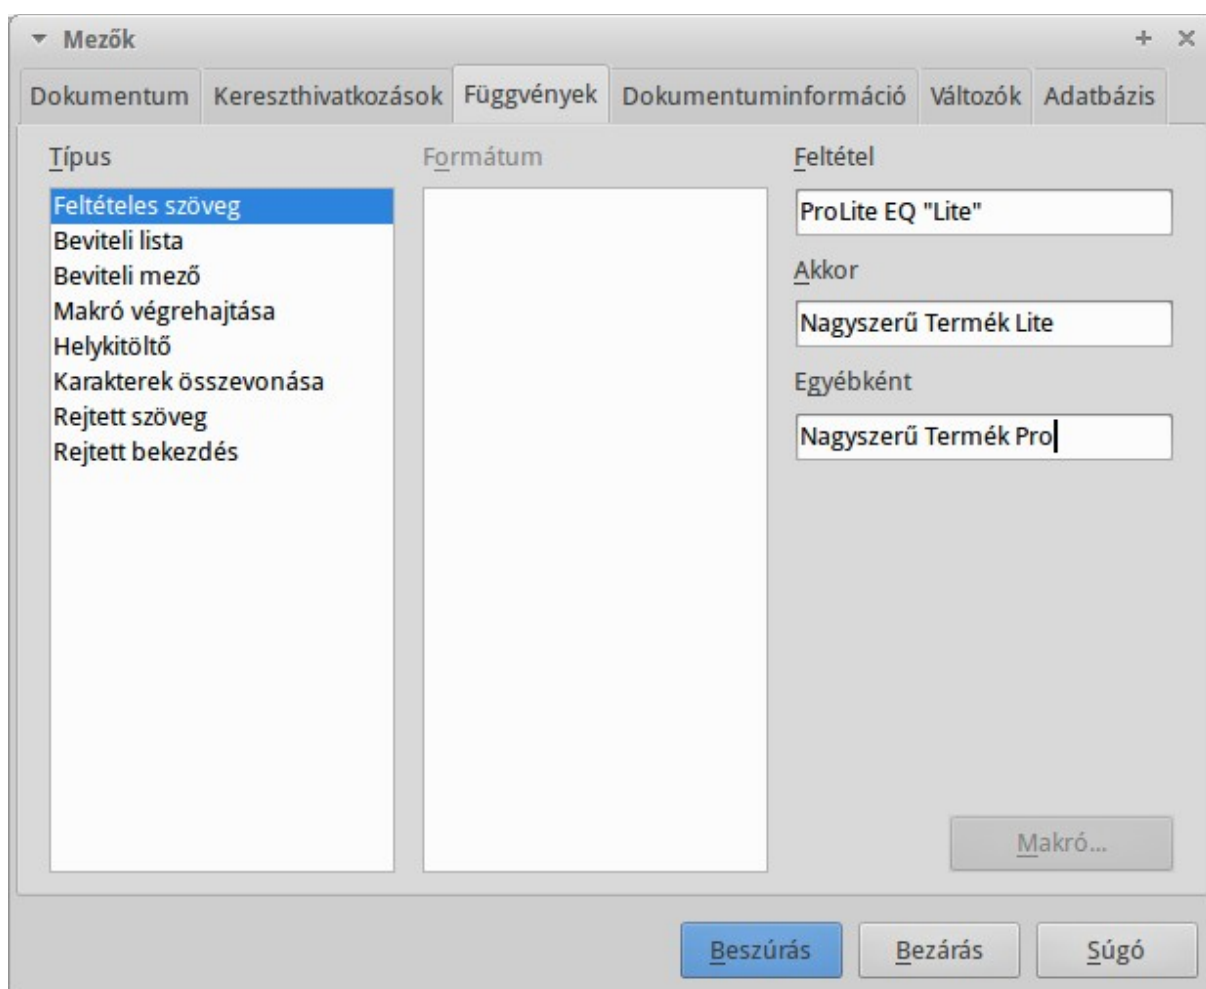 Mezők
Dokumentum Kereszthivatkozások Függvények Dokumentuminformáció Változók Adatbázis
Típus
Feltételes szöveg
Beviteli lista
Beviteli mező
Makró végrehajtása
Helykitöltő
Karakterek összevonása
Rejtett szöveg
Rejtett bekezdés
Formátum
Feltétel
ProLite EQ "Lite"
Akkor
Nagyszerű Termék Lite
Egyébként
Nagyszerű Termék Pro
Makró...
Beszúrás Bezárás Súgó